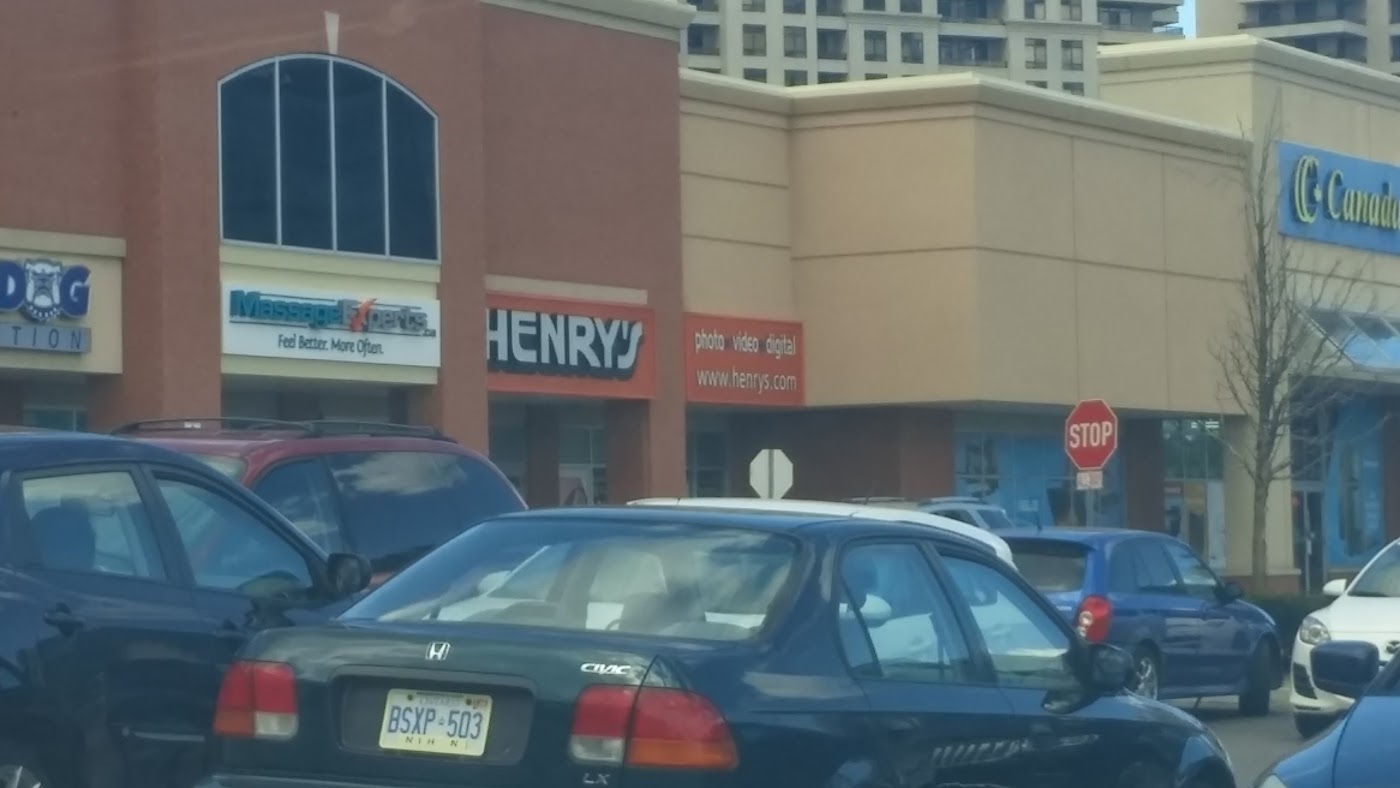 DOG
TION
MassageExperts.ca
Feel Better. More Often.
HENRY'S
photo video digital
www.henrys.com
Canada
STOP
CIVIC
BSXP 503
LX